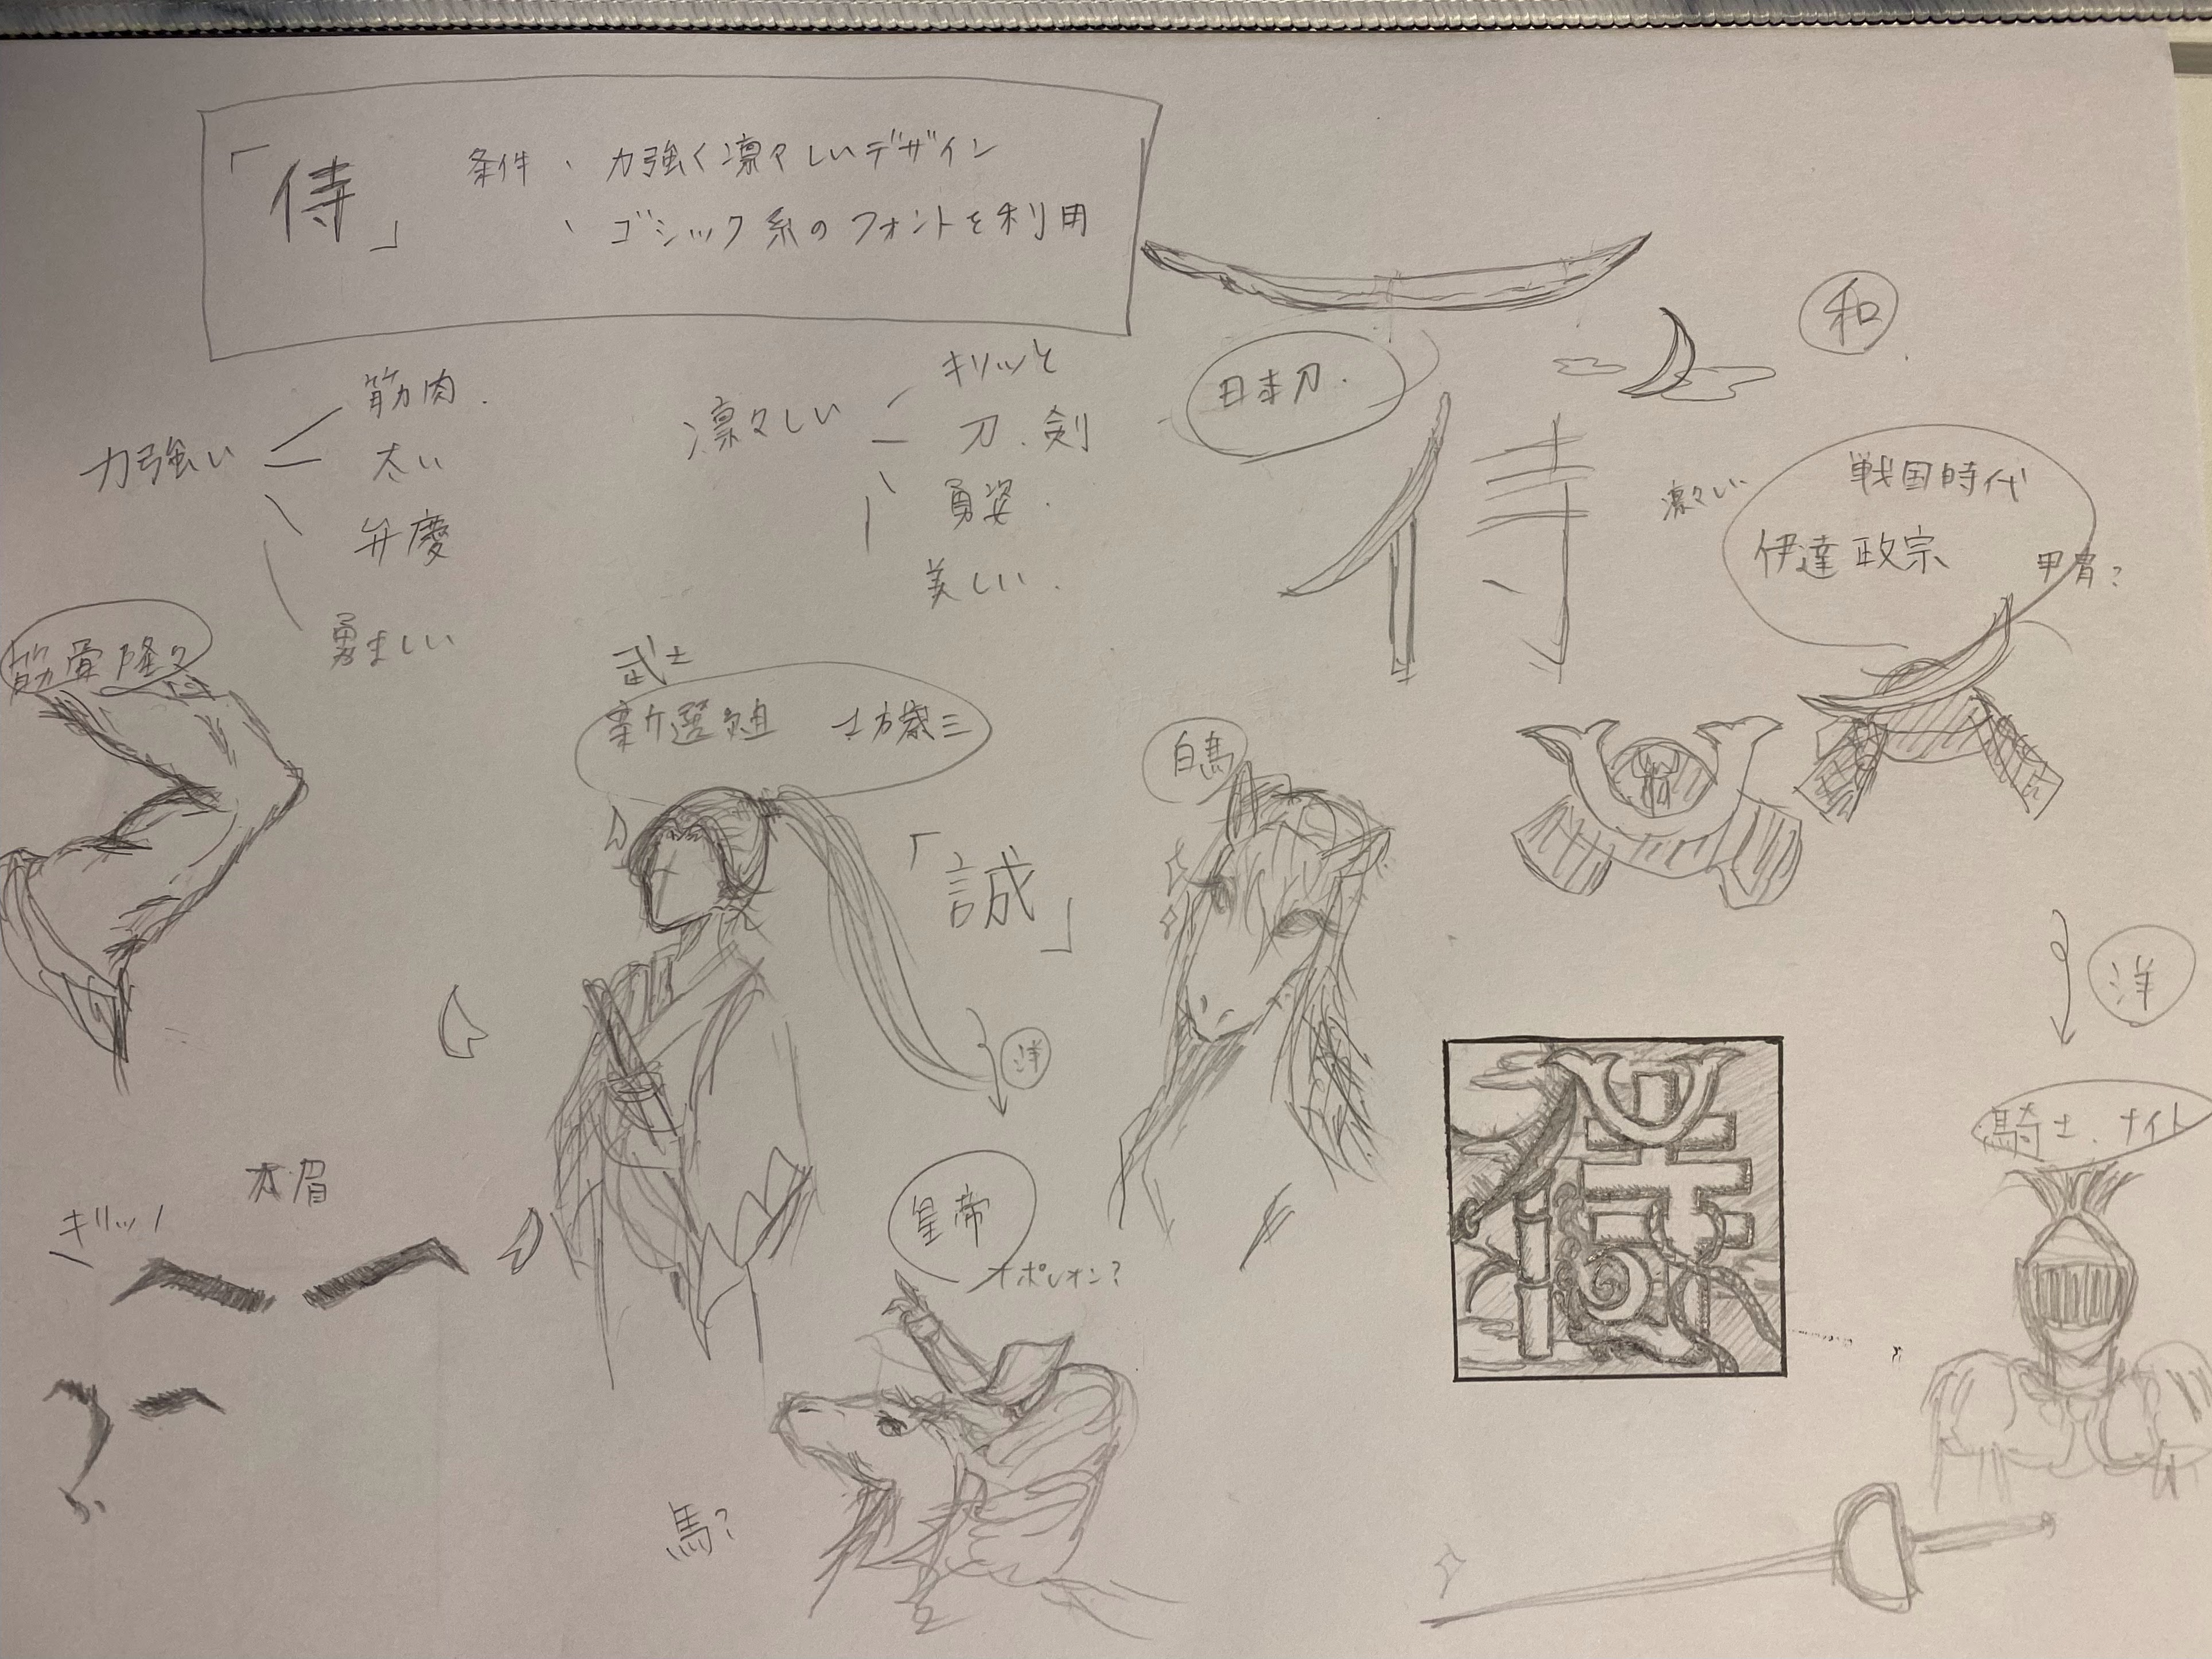 「侍」 条件、力強く凛々しいデザイン
、ゴシック系のフォントを利用
力強い
筋肉.
太い
弁慶
勇ましい
凛々しい
キリッと
刀.剣
勇姿.
美しい.
日本刀.
和
侍
凛々しい
戦国時代
伊達政宗
甲冑?
筋骨隆々
武士
新選組 土方歳三
「誠」
白馬
洋
洋
侍
騎士.ナイト
太眉
キリッ
皇帝
ナポレオン?
馬?